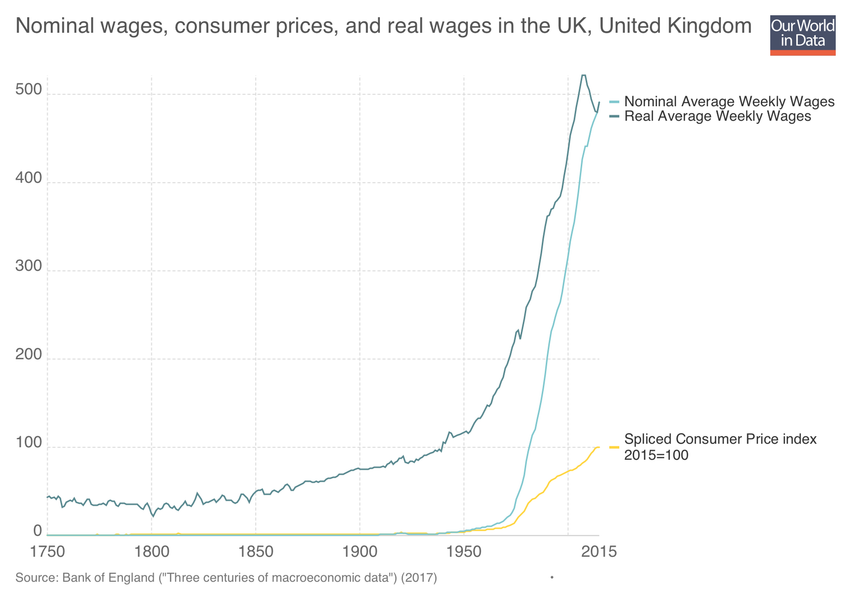 Nominal wages, consumer prices, and real wages in the UK, United Kingdom
Our World
in Data
500
400
300
200
100
0
Nominal Average Weekly Wages
Real Average Weekly Wages
Spliced Consumer Price index
2015=100
1750 1800 1850 1900 1950 2015
Source: Bank of England ("Three centuries of macroeconomic data") (2017)